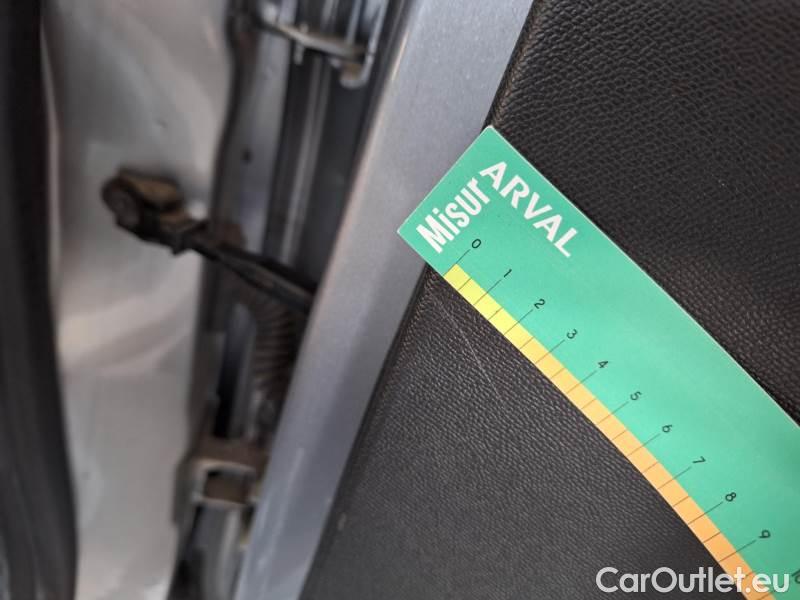 Misur
ARVAL
0 1 2 3 4 5 6 7 8 9
CarOutlet.eu